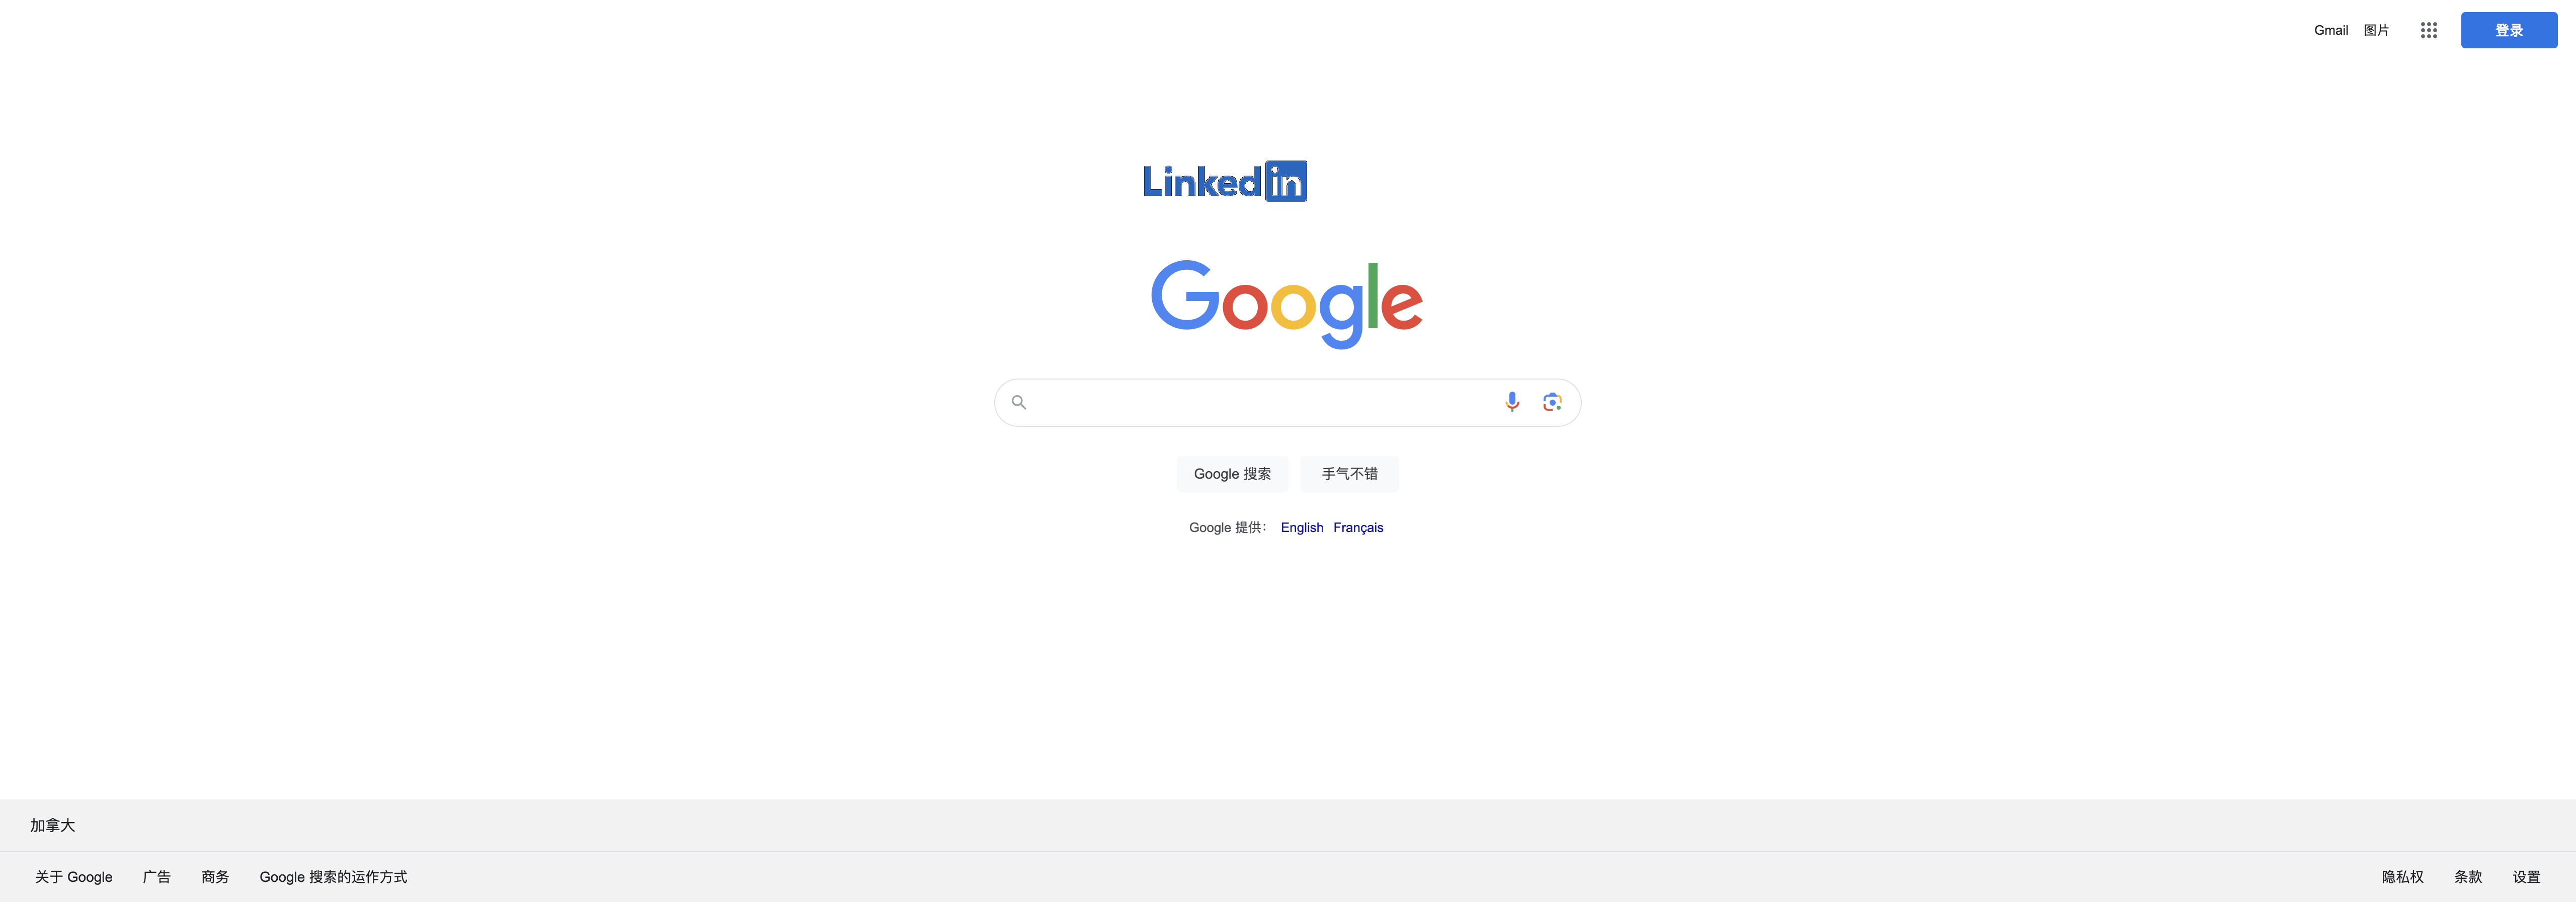 Gmail 图片 登录
LinkedIn
Google
Google 搜索 手气不错
Google 提供： English Français
加拿大
关于 Google 广告 商务 Google 搜索的运作方式 隐私权 条款 设置